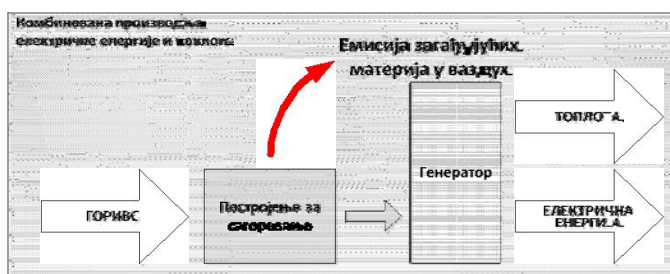 Комбинована производња
електричне енергије и топлоте
Емисија загађујућих
материја у ваздух
ТОПЛОТА
Генератор
ГОРИВО
Постројење за
сагоревање
ЕЛЕКТРИЧНА
ЕНЕРГИЈА